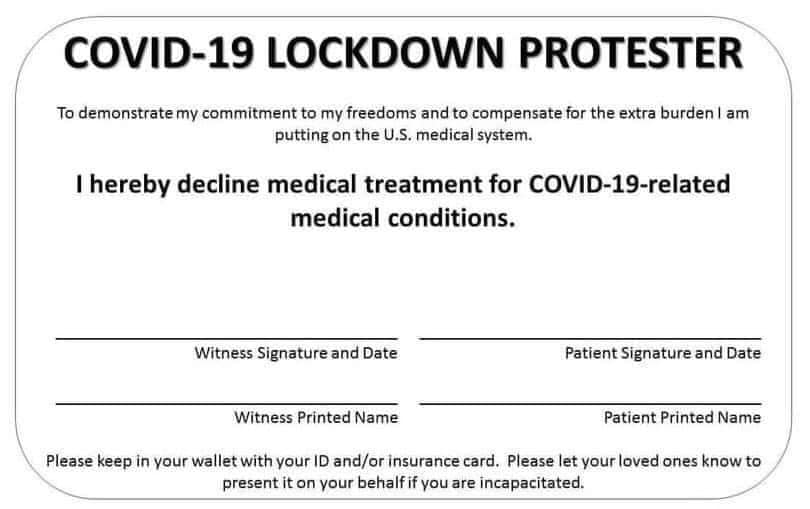 COVID-19 LOCKDOWN PROTESTER
To demonstrate my commitment to my freedoms and to compensate for the extra burden I am
putting on the U.S. medical system.
I hereby decline medical treatment for COVID-19-related
medical conditions.
Witness Signature and Date
Patient Signature and Date
Witness Printed Name
Patient Printed Name
Please keep in your wallet with your ID and/or insurance card.  Please let your loved ones know to
present it on your behalf if you are incapacitated.